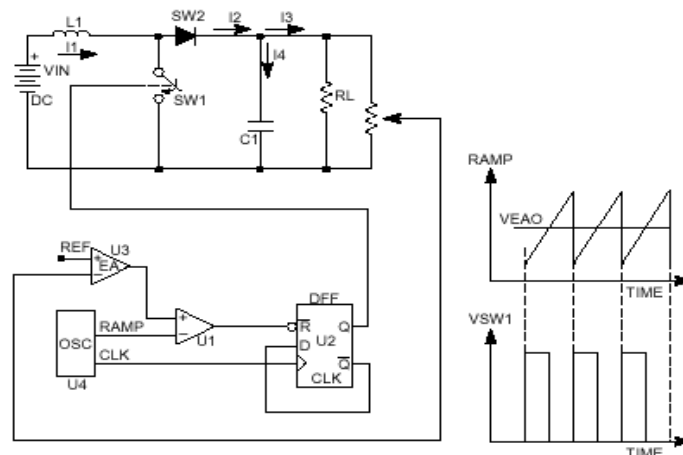 L1
SW2
I2
I3
I1
I4
VIN
+
DC
SW1
RL
C1
REF
U3
+
EA
−
DFF
RAMP
+
−
U1
R Q
D U2
OSC
CLK
Q
CLK
U4
RAMP
VEAO
TIME
VSW1
TIME